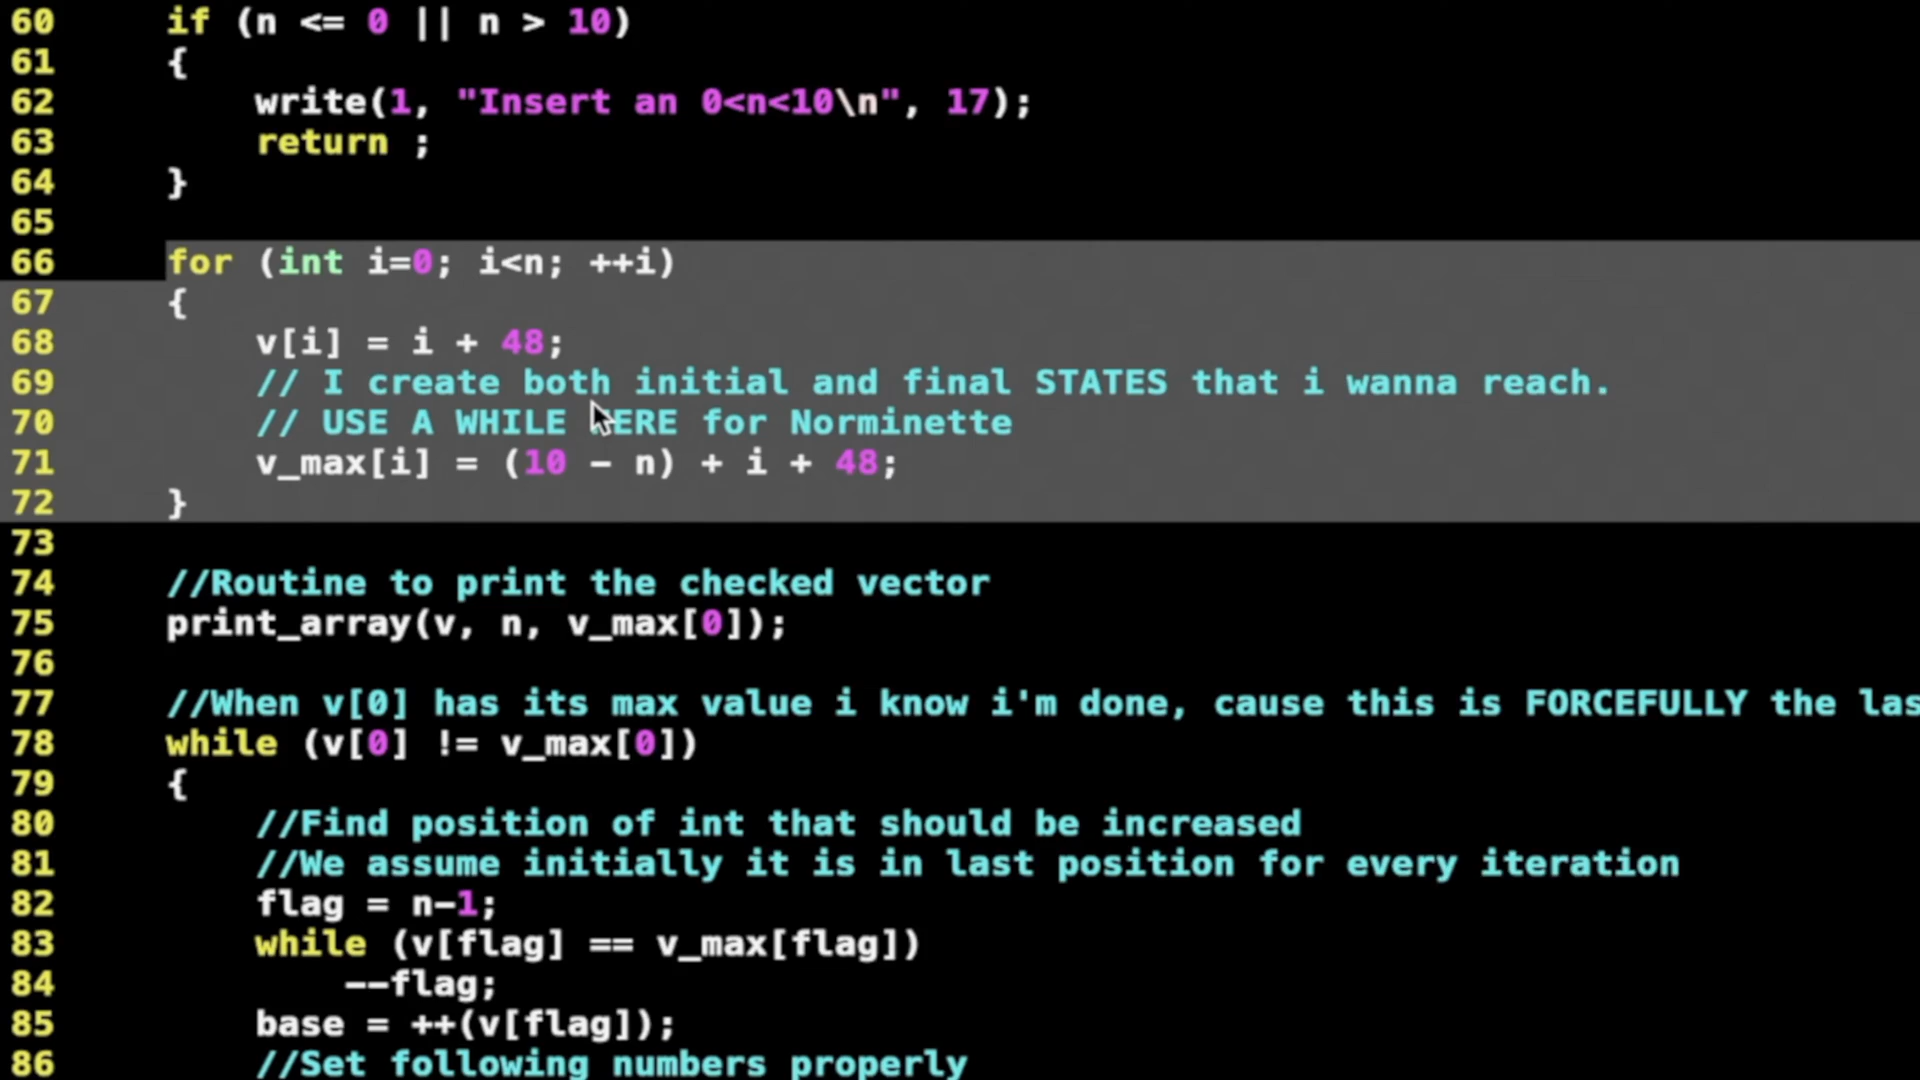 60 if (n <= 0 || n > 10)
61 {
62 write(1, "Insert an 0<n<10\n", 17);
63 return ;
64 }
65
66 for (int i=0; i<n; ++i)
67 {
68 v[i] = i + 48;
69 // I create both initial and final STATES that i wanna reach.
70 // USE A WHILE HERE for Norminette
71 v_max[i] = (10 - n) + i + 48;
72 }
73
74 //Routine to print the checked vector
75 print_array(v, n, v_max[0]);
76
77 //When v[0] has its max value i know i'm done, cause this is FORCEFULLY the las
78 while (v[0] != v_max[0])
79 {
80 //Find position of int that should be increased
81 //We assume initially it is in last position for every iteration
82 flag = n-1;
83 while (v[flag] == v_max[flag])
84 --flag;
85 base = ++(v[flag]);
86 //Set following numbers properly